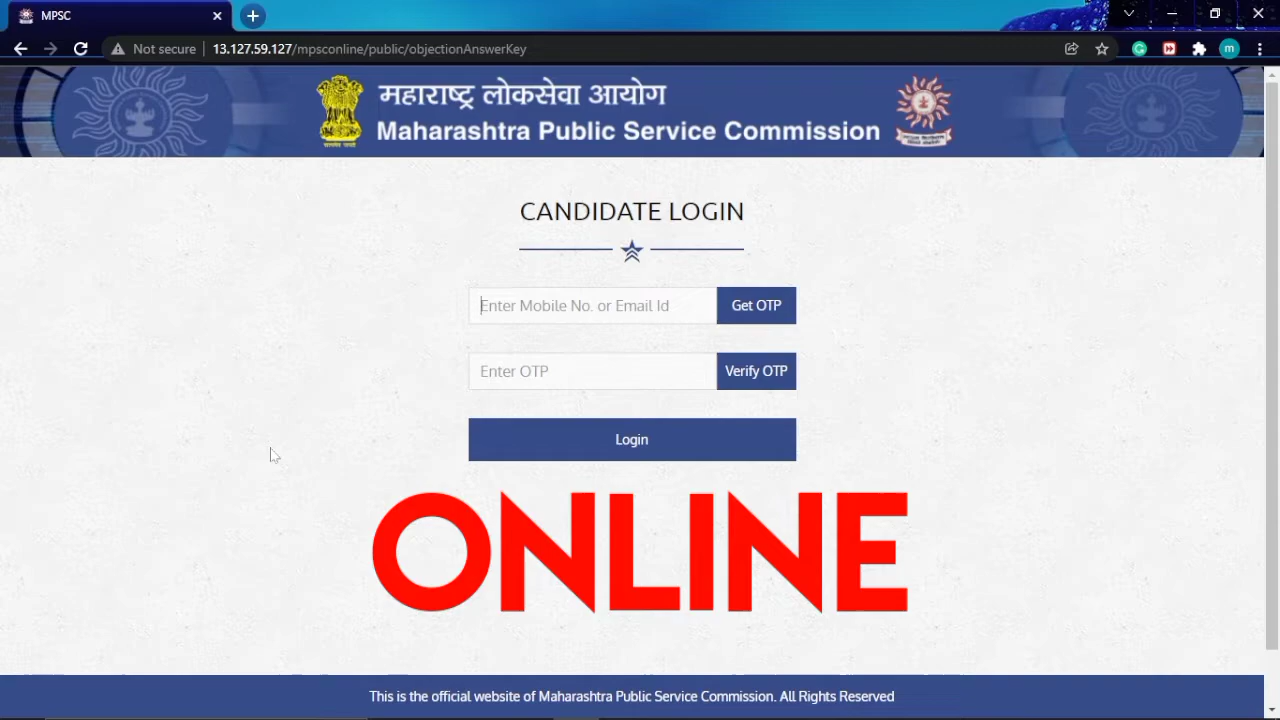 MPSC
Not secure
13.127.59.127/mpsconline/public/objectionAnswerKey
m
महाराष्ट्र लोकसेवा आयोग
Maharashtra Public Service Commission
CANDIDATE LOGIN
Enter Mobile No. or Email Id
Get OTP
Enter OTP
Verify OTP
Login
ONLINE
This is the official website of Maharashtra Public Service Commission. All Rights Reserved